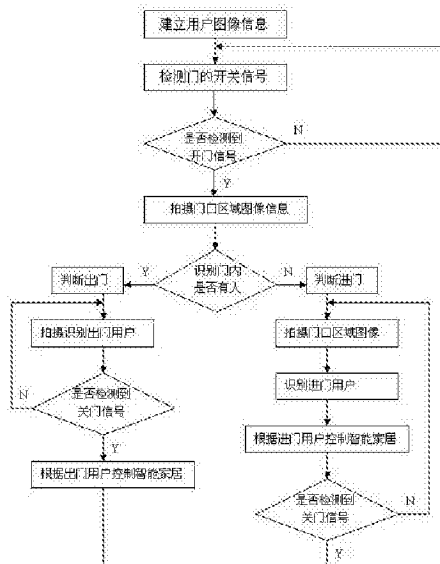 建立用户图像信息
检测门的开关信号
是否检测到
开门信号
N
Y
拍摄门口区域图像信息
识别门内
是否有人
Y
N
判断出门
判断进门
拍摄识别出门用户
拍摄门口区域图像
识别进门用户
是否检测到
关门信号
N
Y
根据出门用户控制智能家居
根据进门用户控制智能家居
是否检测到
关门信号
N
Y